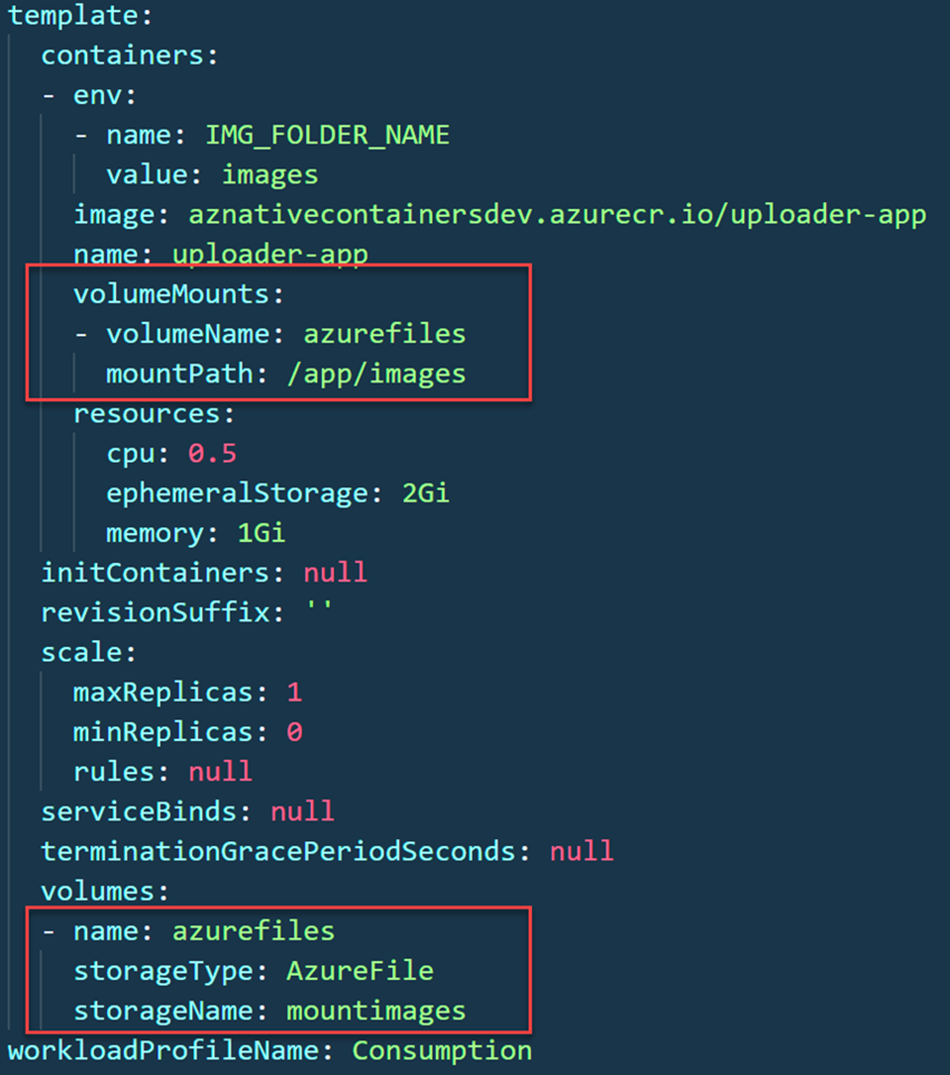 template:
  containers:
  - env:
    - name: IMG_FOLDER_NAME
      value: images
    image: aznativecontainersdev.azurecr.io/uploader-app
    name: uploader-app
    volumeMounts:
    - volumeName: azurefiles
      mountPath: /app/images
    resources:
      cpu: 0.5
      ephemeralStorage: 2Gi
      memory: 1Gi
  initContainers: null
  revisionSuffix: ''
  scale:
    maxReplicas: 1
    minReplicas: 0
    rules: null
  serviceBinds: null
  terminationGracePeriodSeconds: null
  volumes:
  - name: azurefiles
    storageType: AzureFile
    storageName: mountimages
workloadProfileName: Consumption